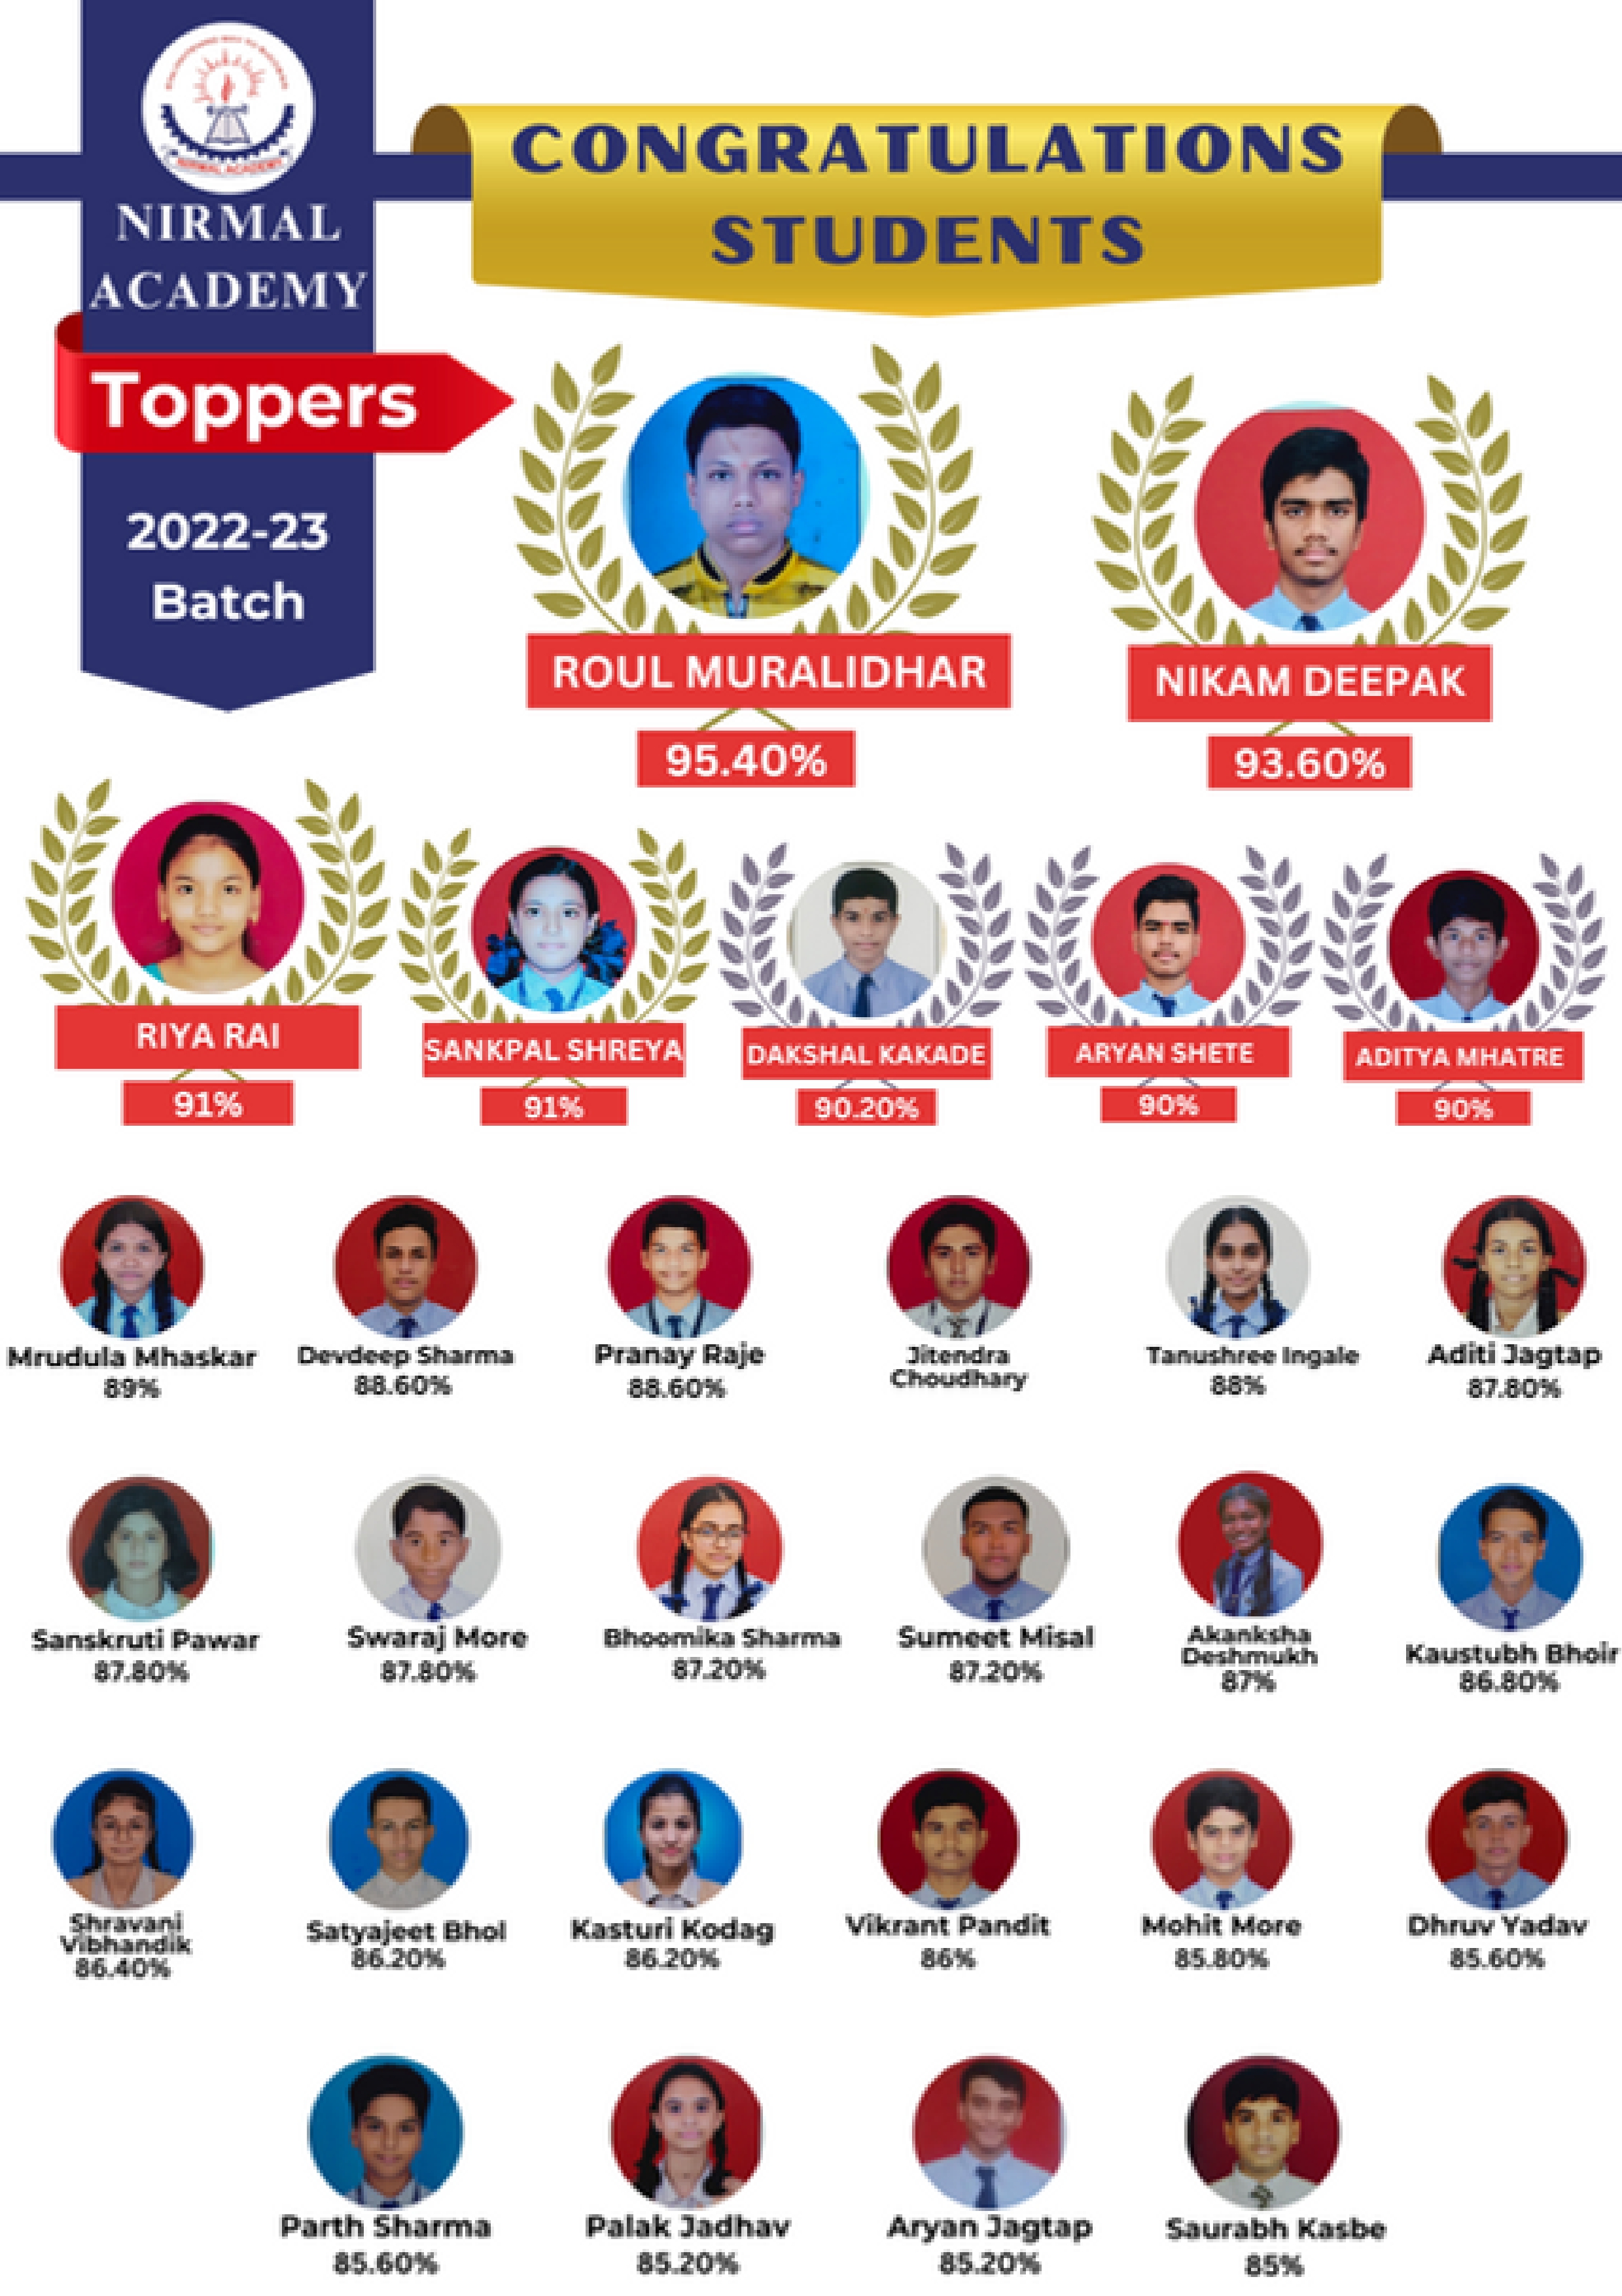 NIRMAL
ACADEMY
CONGRATULATIONS
STUDENTS
Toppers
2022-23
Batch
ROUL MURALIDHAR
95.40%
NIKAM DEEPAK
93.60%
RIYA RAI
91%
SANKPAL SHREYA
91%
DAKSHAL KAKADE
90.20%
ARYAN SHETE
90%
ADITYA MHATRE
90%
Mrudula Mhaskar
89%
Devdeep Sharma
88.60%
Pranay Raje
88.60%
Jitendra
Choudhary
Tanushree Ingale
88%
Aditi Jagtap
87.80%
Sanskruti Pawar
87.80%
Swaraj More
87.80%
Bhoomika Sharma
87.20%
Sumeet Misal
87.20%
Akanksha
Deshmukh
87%
Kaustubh Bhoir
86.80%
Shravani
Vibhandik
86.40%
Satyajeet Bhol
86.20%
Kasturi Kodag
86.20%
Vikrant Pandit
86%
Mohit More
85.80%
Dhruv Yadav
85.60%
Parth Sharma
85.60%
Palak Jadhav
85.20%
Aryan Jagtap
85.20%
Saurabh Kasbe
85%